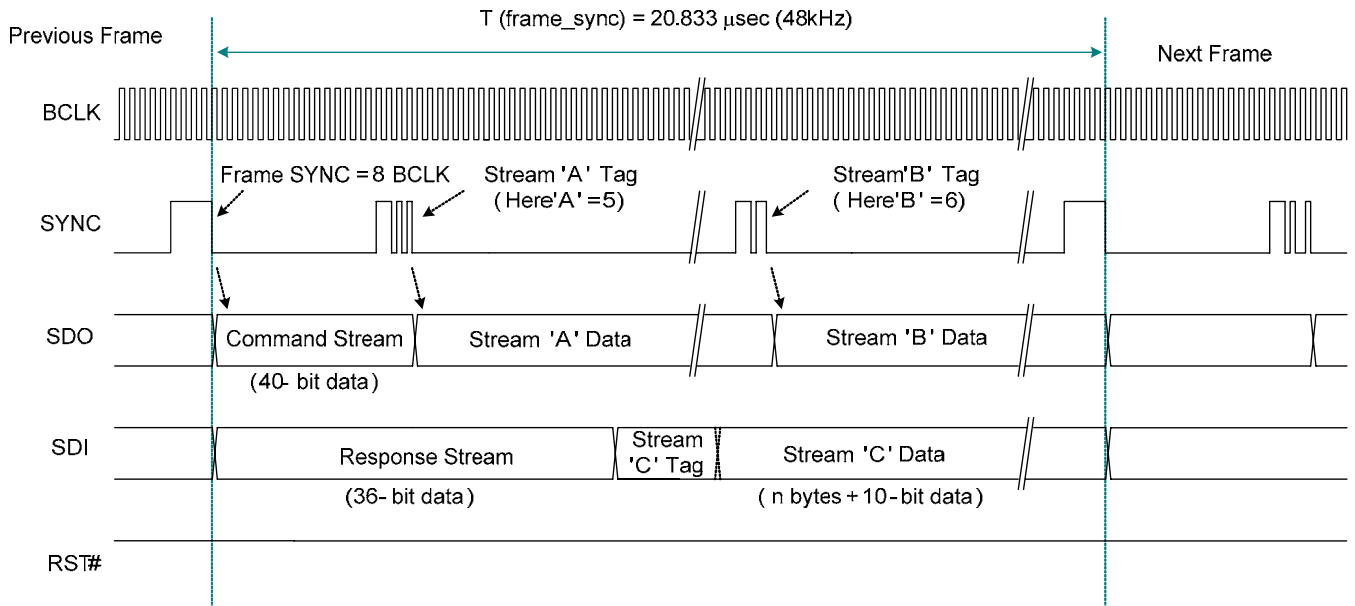 T (frame_sync) = 20.833 μsec (48kHz)
Previous Frame
Next Frame
BCLK
Frame SYNC = 8 BCLK
Stream 'A' Tag
(Here 'A' = 5)
Stream 'B' Tag
(Here 'B' = 6)
SYNC
SDO
Command Stream
Stream 'A' Data
Stream 'B' Data
(40- bit data)
SDI
Response Stream
Stream
'C' Tag
Stream 'C' Data
(36- bit data)
(n bytes + 10- bit data)
RST#